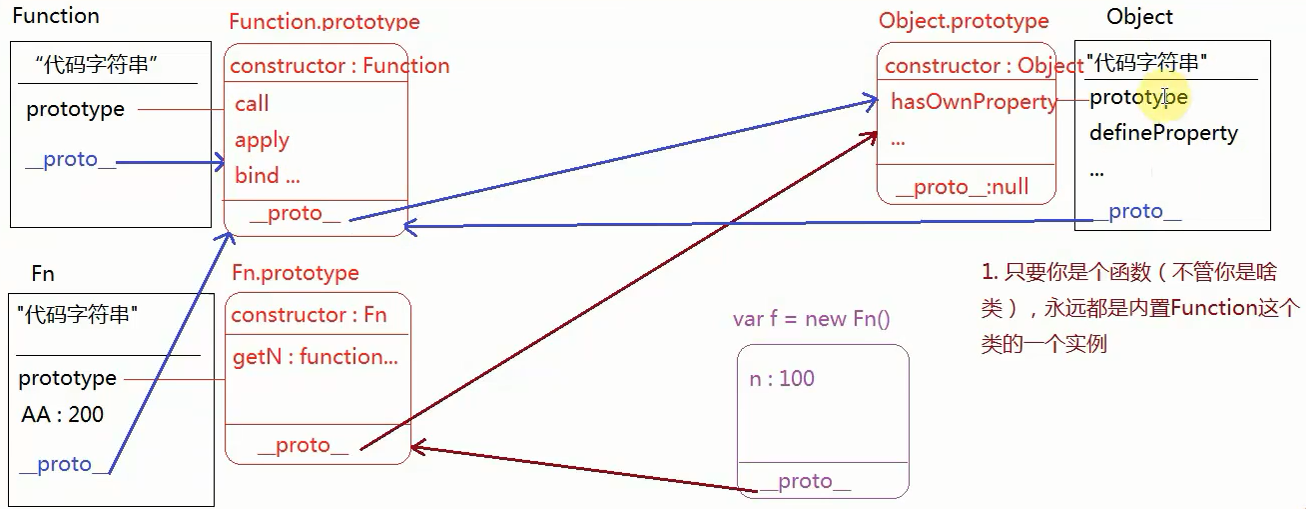 Function
“代码字符串”
prototype
__proto__
Function.prototype
constructor : Function
call
apply
bind ...
__proto__
Object.prototype
constructor : Object
hasOwnProperty
...
__proto__:null
Object
"代码字符串"
prototype
defineProperty
...
__proto__
Fn
"代码字符串"
prototype
AA : 200
__proto__
Fn.prototype
constructor : Fn
getN : function...
__proto__
var f = new Fn()
n : 100
__proto__
1. 只要你是个函数（不管你是啥
类），永远都是内置Function这个
类的一个实例